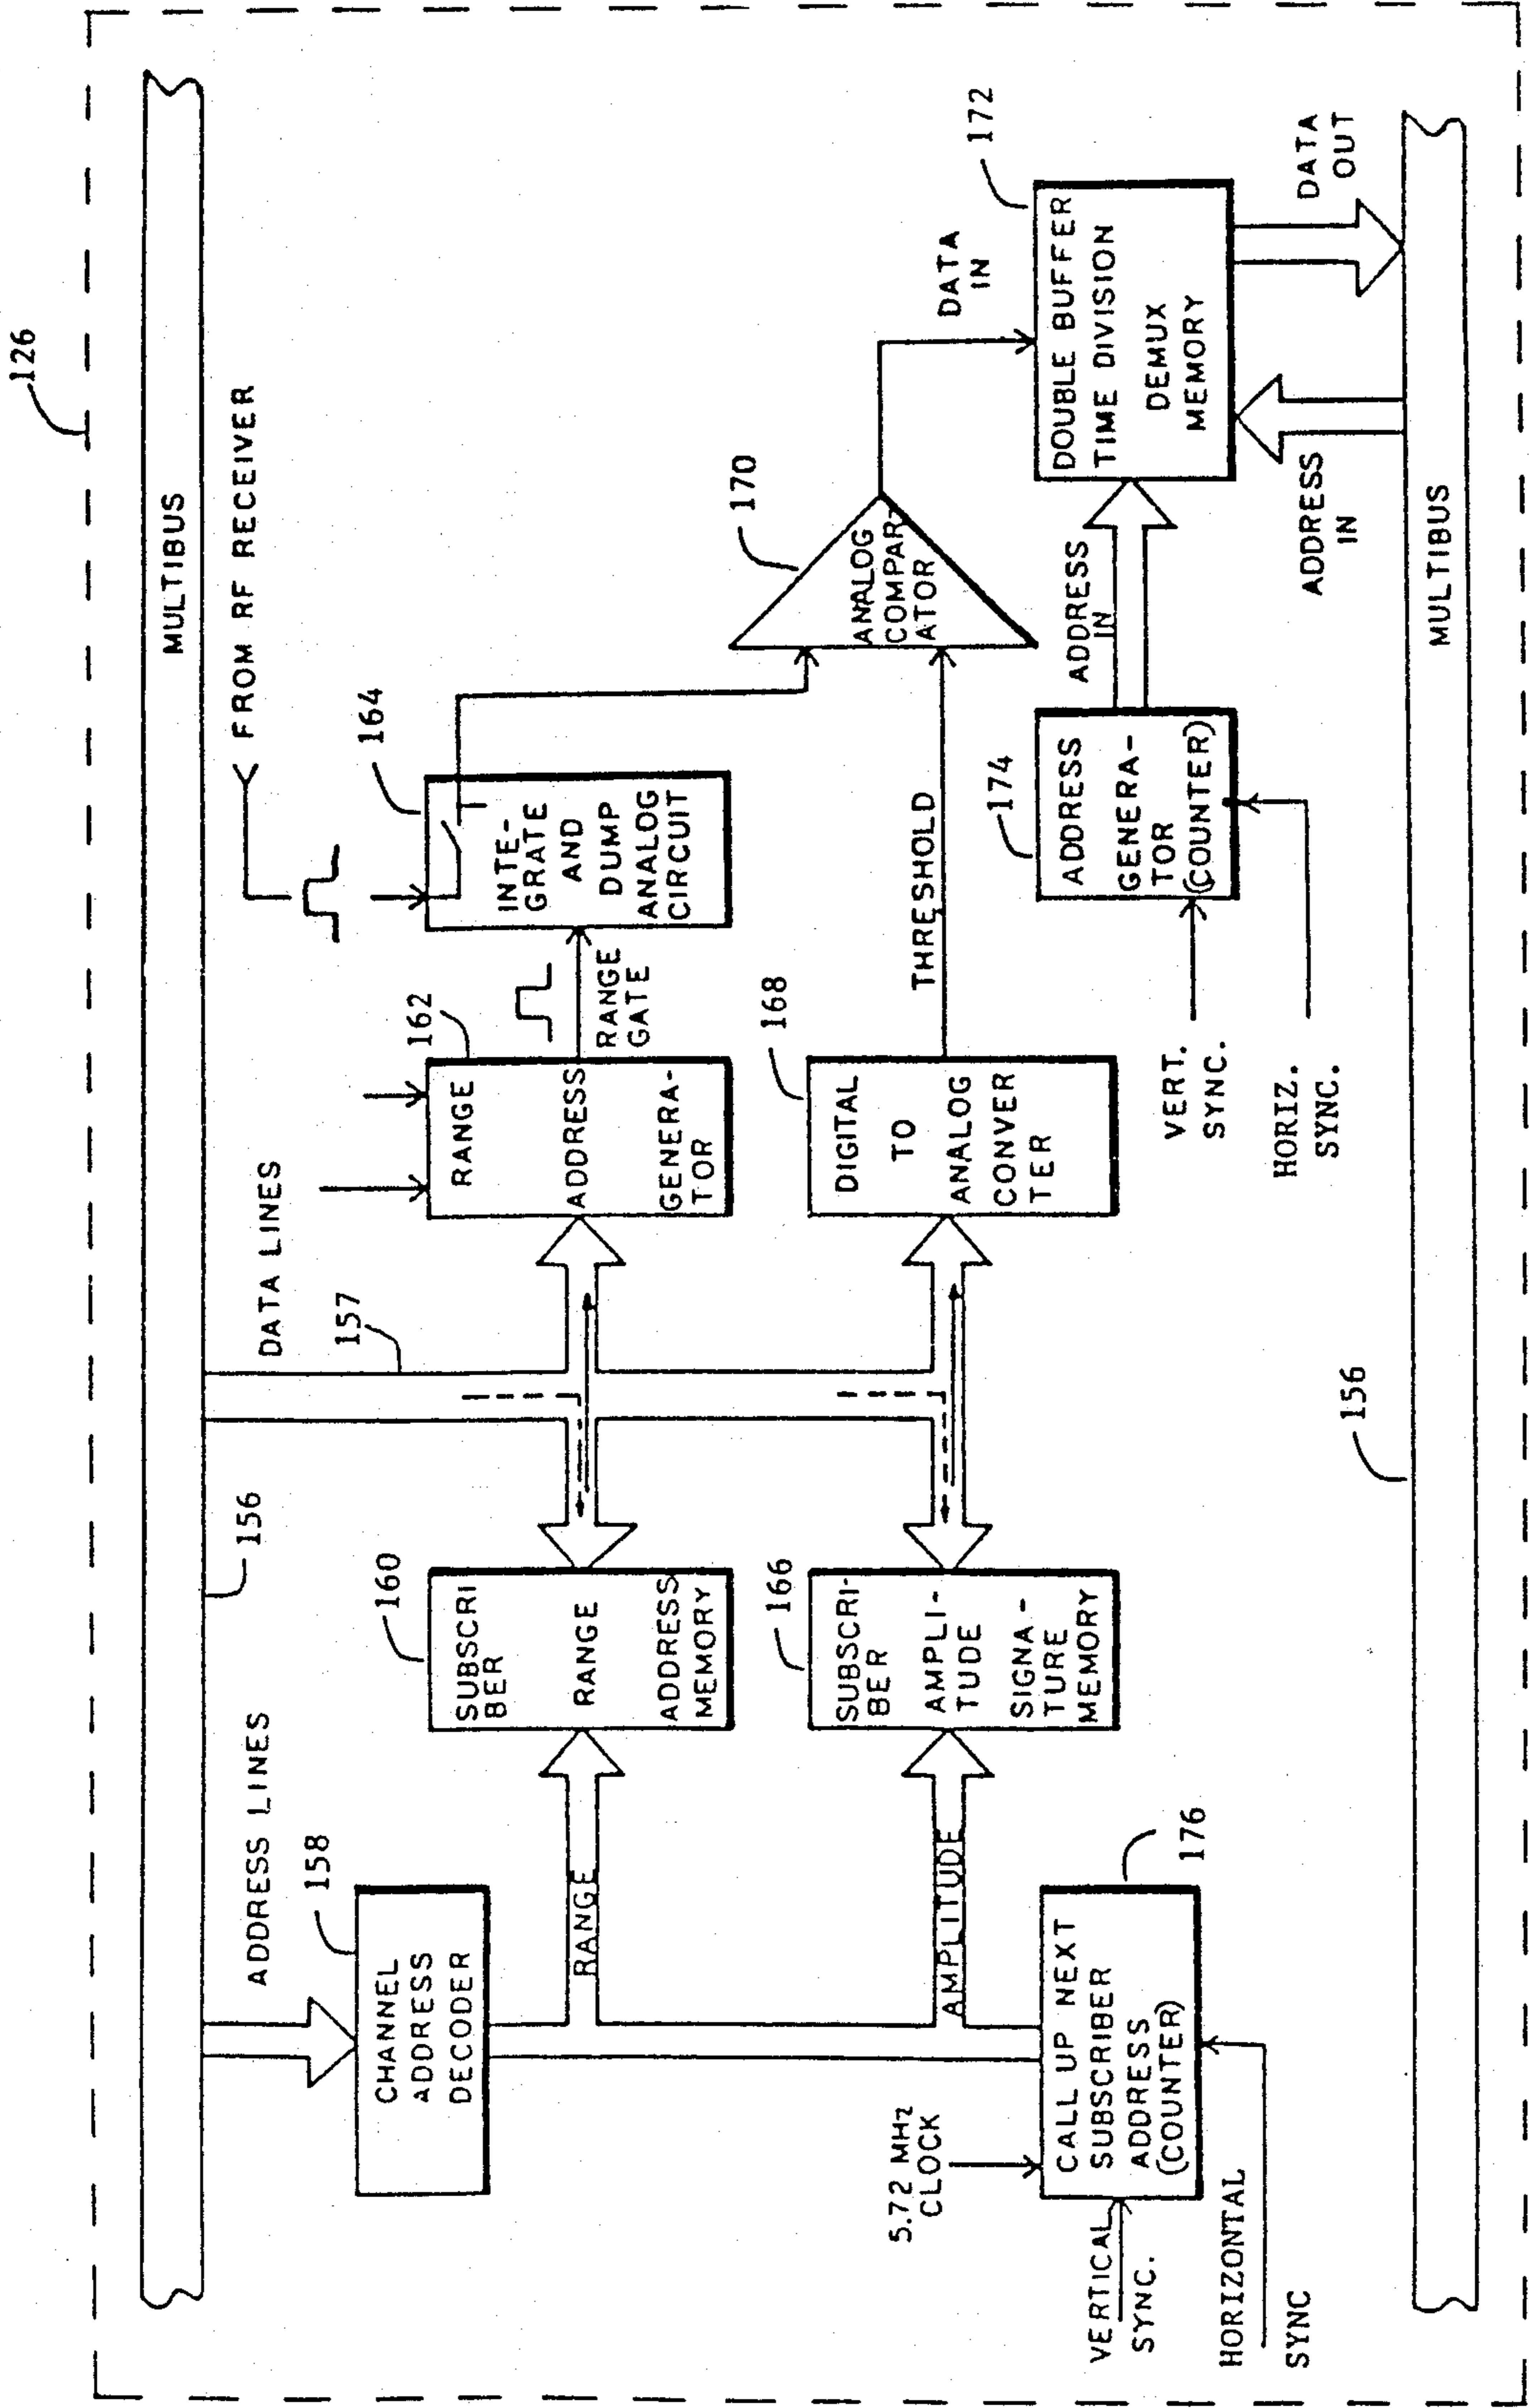 126
MULTIBUS
FROM RF RECEIVER
ADDRESS LINES
156
DATA LINES
157
158
CHANNEL
ADDRESS
DECODER
160
SUBSCRI
BER
RANGE
ADDRESS
MEMORY
162
RANGE
ADDRESS
GENERA-
TOR
RANGE
GATE
164
INTE-
GRATE
AND
DUMP
ANALOG
CIRCUIT
RANGE
AMPLITUDE
166
SUBSCRI-
BER
AMPLI-
TUDE
SIGNA-
TURE
MEMORY
168
DIGITAL
TO
ANALOG
CONVER
TER
THRESHOLD
170
ANALOG
COMPAR-
ATOR
DATA
IN
172
DOUBLE BUFFER
TIME DIVISION
DEMUX
MEMORY
5.72 MHz
CLOCK
176
CALL UP NEXT
SUBSCRIBER
ADDRESS
(COUNTER)
VERTICAL
SYNC.
HORIZONTAL
SYNC
174
ADDRESS
GENERA-
TOR
(COUNTER)
VERT.
SYNC.
HORIZ.
SYNC.
ADDRESS
IN
ADDRESS
IN
DATA
OUT
156
MULTIBUS